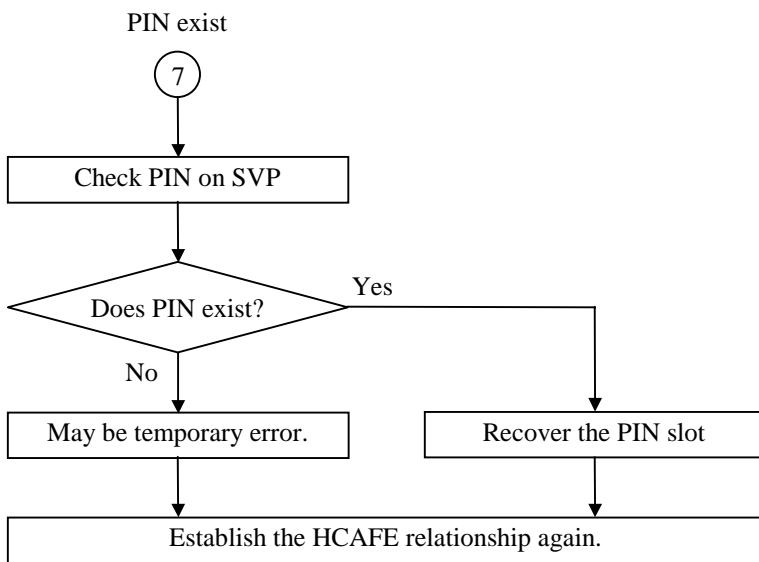 PIN exist
7
Check PIN on SVP
Does PIN exist?
Yes
No
May be temporary error.
Recover the PIN slot
Establish the HCAFE relationship again.